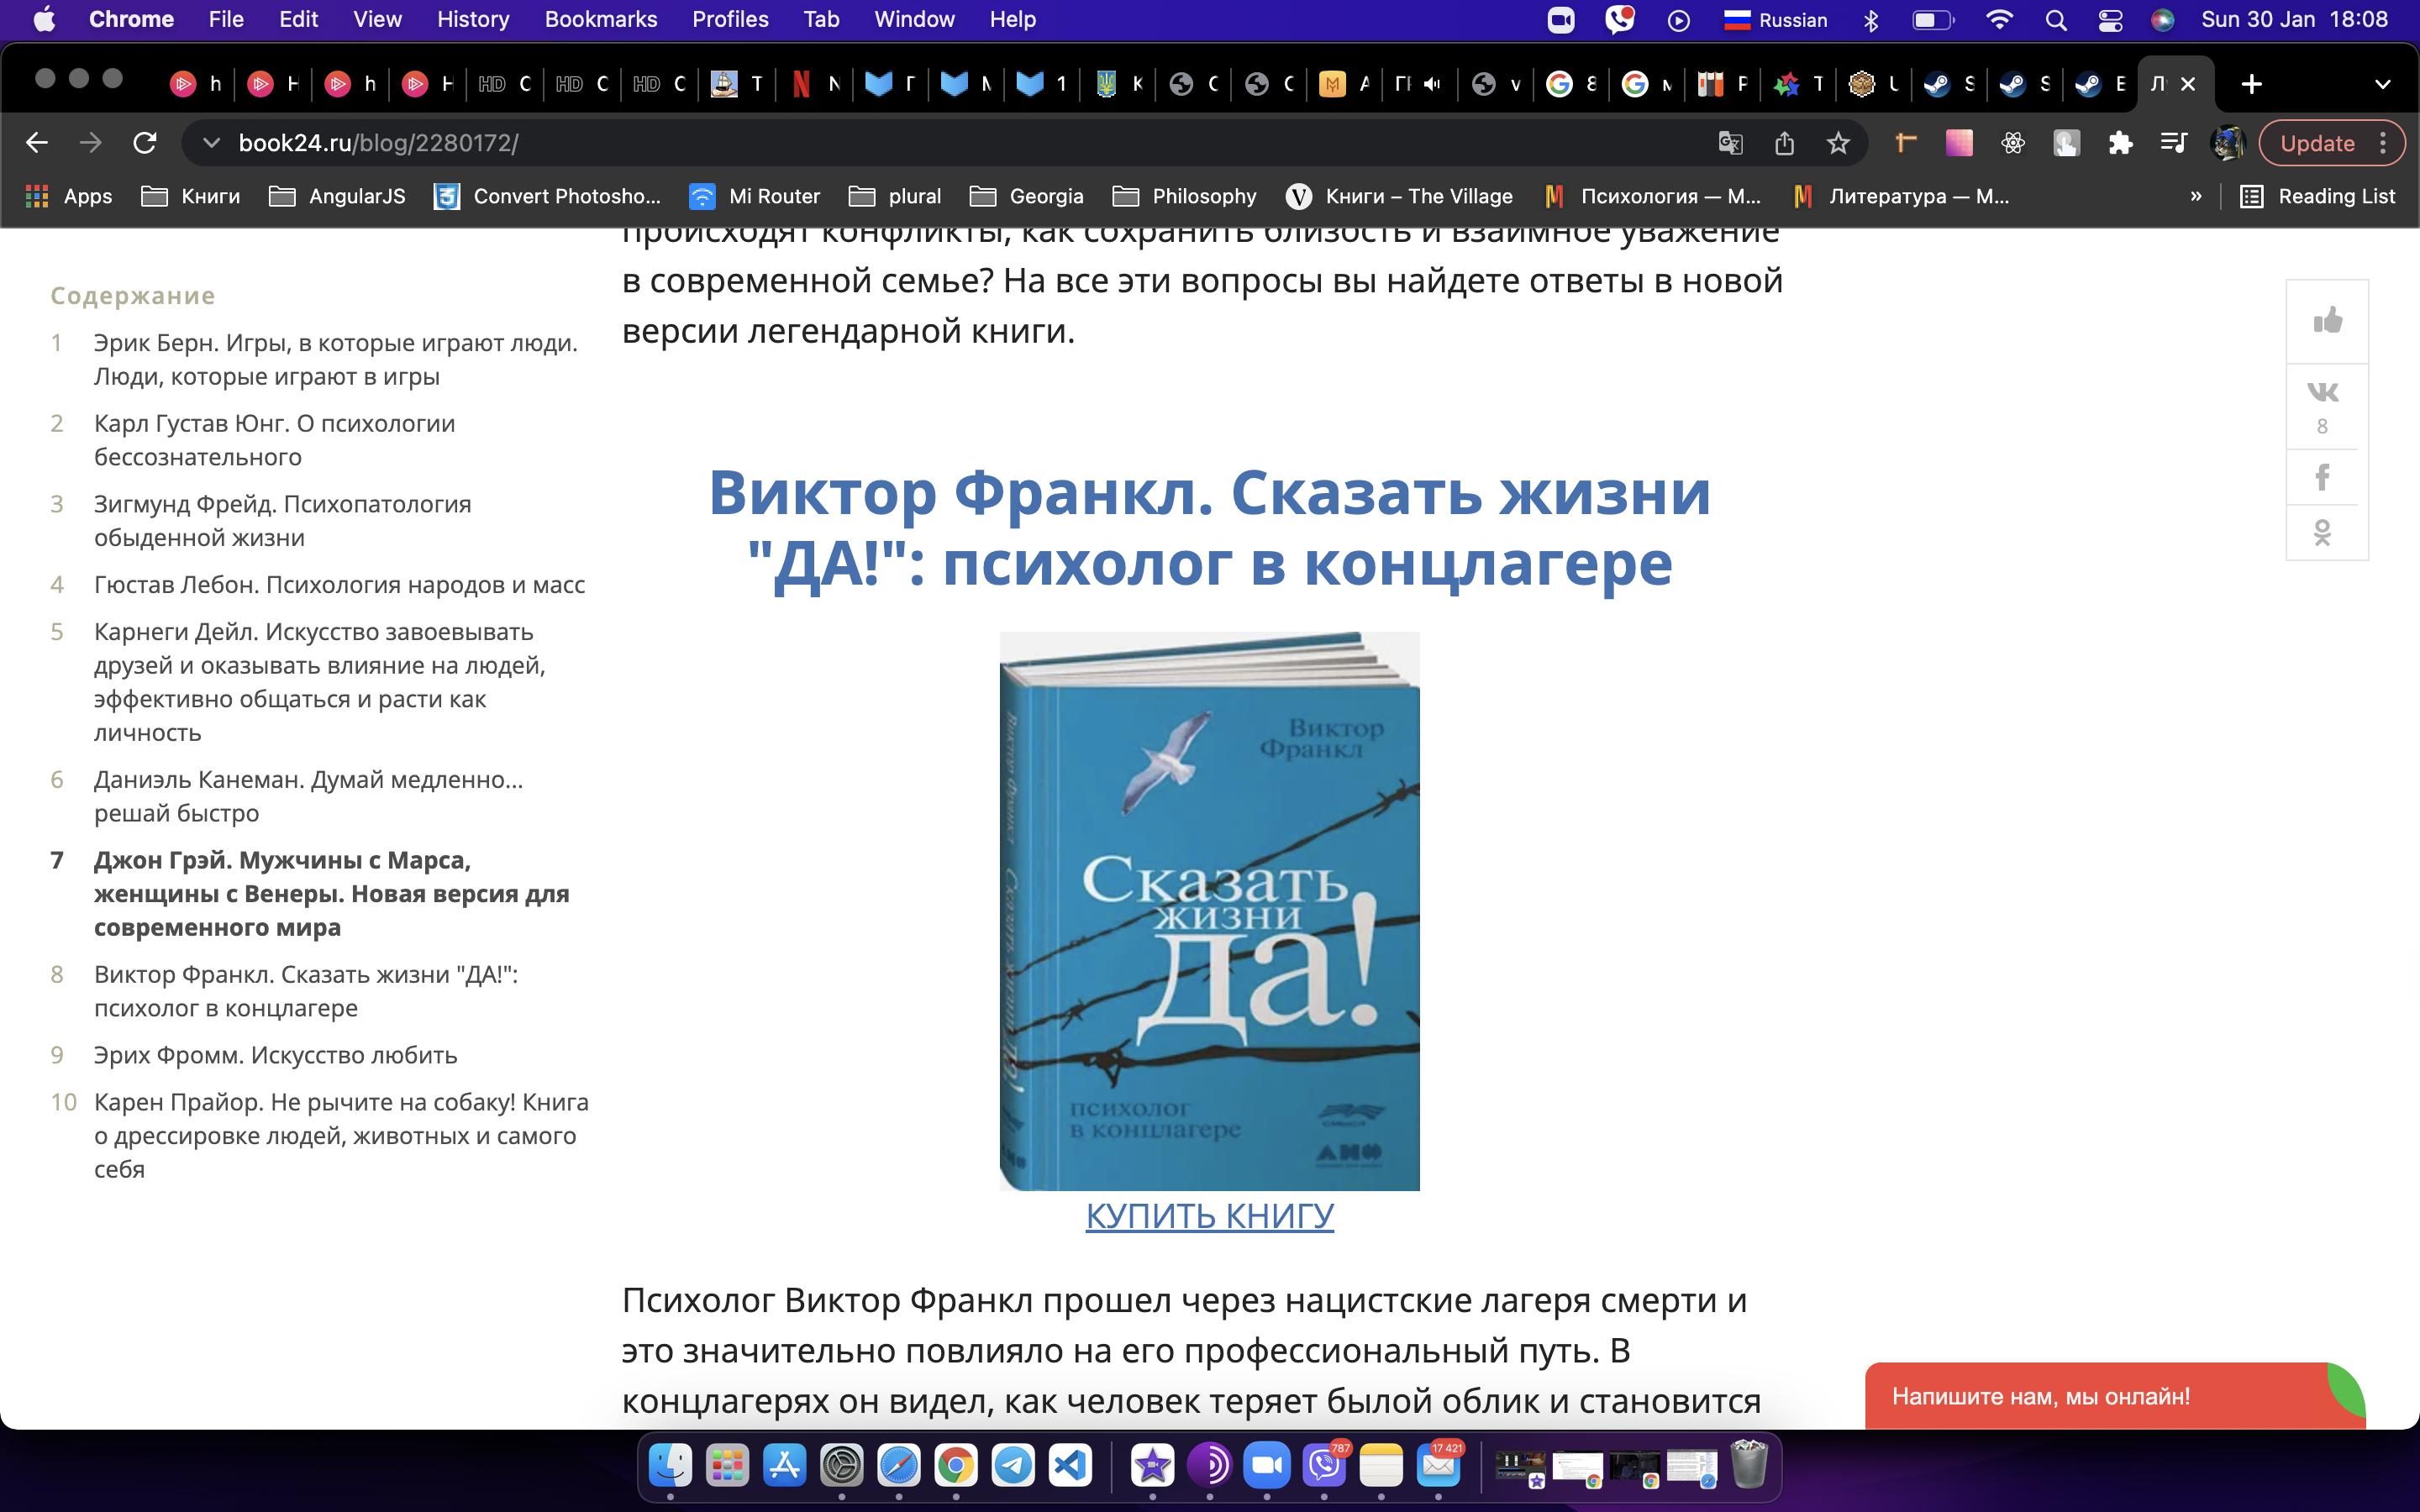 Chrome File Edit View History Bookmarks Profiles Tab Window Help Russian Sun 30 Jan 18:08
book24.ru/blog/2280172/ Update
Apps Книги AngularJS Convert Photosho... Mi Router plural Georgia Philosophy Книги – The Village Психология — М... Литература — М... » Reading List
происходят конфликты, как сохранить близость и взаимное уважение
в современной семье? На все эти вопросы вы найдете ответы в новой
версии легендарной книги.
Содержание
1 Эрик Берн. Игры, в которые играют люди.
Люди, которые играют в игры
2 Карл Густав Юнг. О психологии
бессознательного
3 Зигмунд Фрейд. Психопатология
обыденной жизни
4 Гюстав Лебон. Психология народов и масс
5 Карнеги Дейл. Искусство завоевывать
друзей и оказывать влияние на людей,
эффективно общаться и расти как
личность
6 Даниэль Канеман. Думай медленно...
решай быстро
7 Джон Грэй. Мужчины с Марса,
женщины с Венеры. Новая версия для
современного мира
8 Виктор Франкл. Сказать жизни "ДА!":
психолог в концлагере
9 Эрих Фромм. Искусство любить
10 Карен Прайор. Не рычите на собаку! Книга
о дрессировке людей, животных и самого
себя
Виктор Франкл. Сказать жизни
"ДА!": психолог в концлагере
Виктор
Франкл
Сказать
жизни
да!
психолог
в концлагере
СМЫСЛ
КУПИТЬ КНИГУ
Психолог Виктор Франкл прошел через нацистские лагеря смерти и
это значительно повлияло на его профессиональный путь. В
концлагерях он видел, как человек теряет былой облик и становится
8
Напишите нам, мы онлайн!
787
17 421